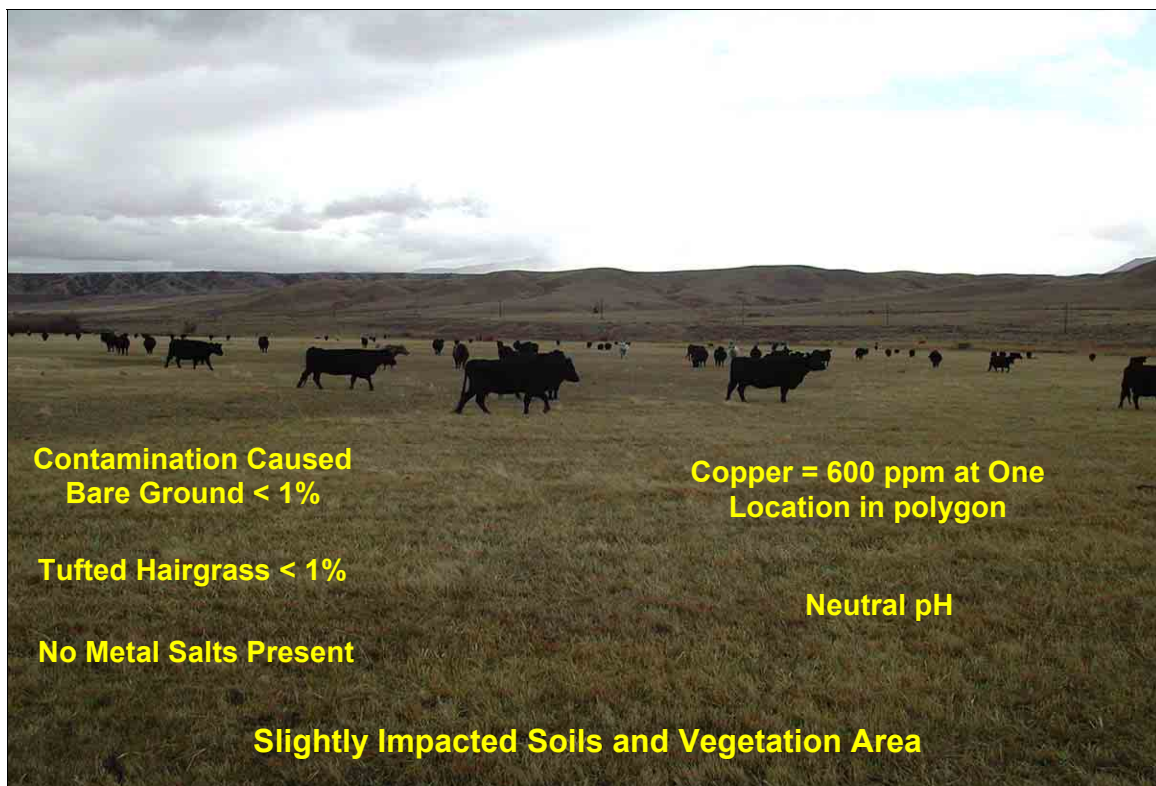 Contamination Caused
Bare Ground < 1%
Copper = 600 ppm at One
Location in polygon
Tufted Hairgrass < 1%
Neutral pH
No Metal Salts Present
Slightly Impacted Soils and Vegetation Area